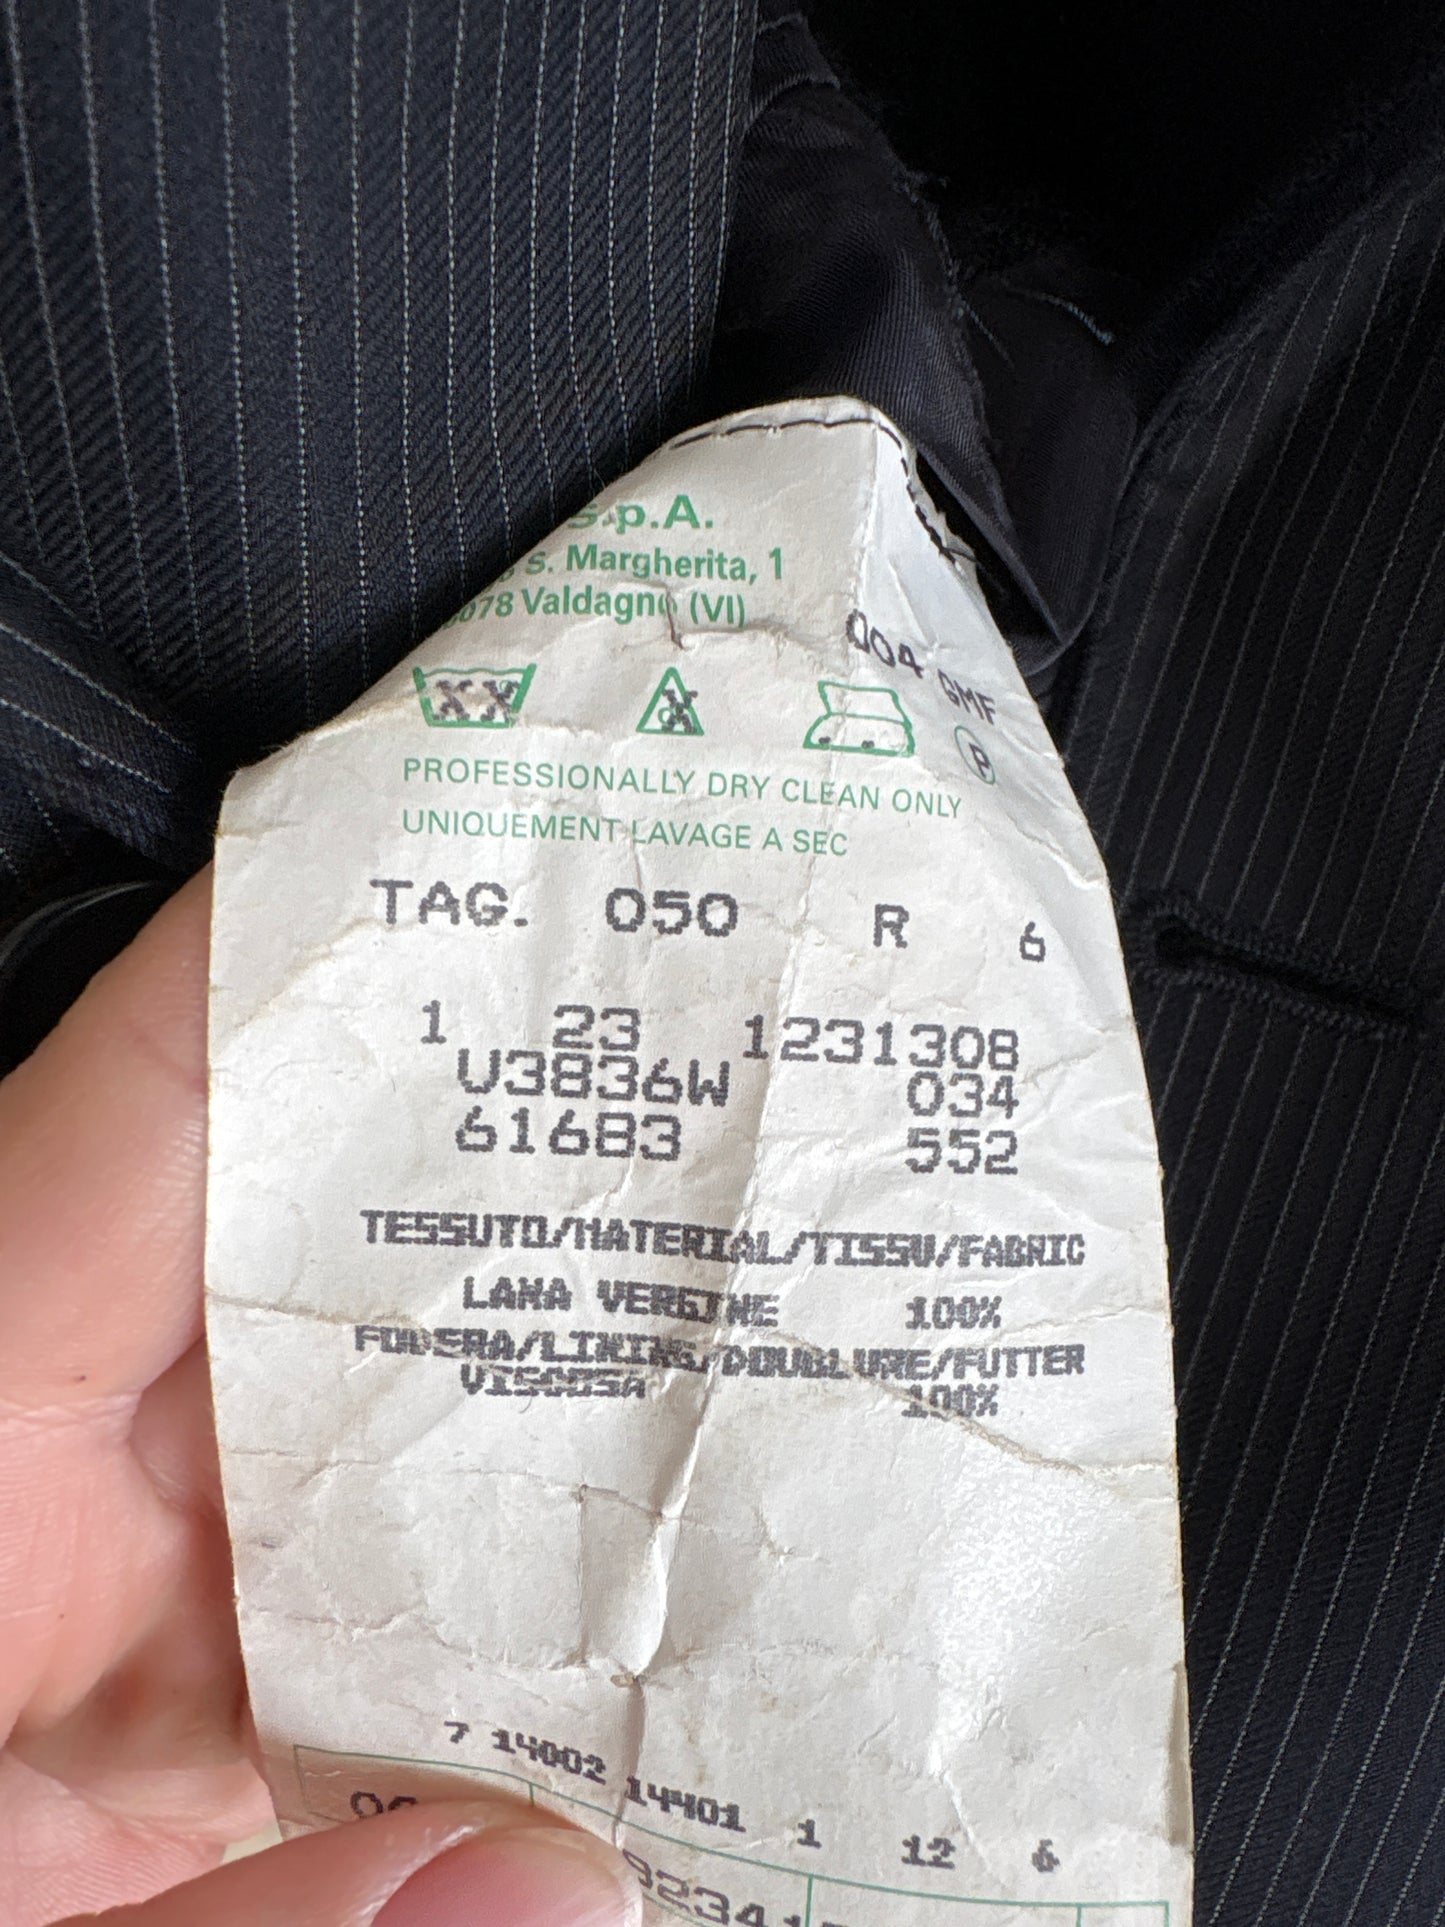 s.p.A.
S. Margherita, 1
078 Valdagno (VI)
004 GMF
P
PROFESSIONALLY DRY CLEAN ONLY
UNIQUEMENT LAVAGE A SEC
TAG. 050 R 6
1 23 1231308
V3836W 034
61683 552
TESSUTO/MATERIAL/TISSU/FABRIC
LANA VERGINE 100%
FODERA/LINING/DOUBLURE/FUTTER
VISCOSA 100%
7 14002 14401 1 12 6